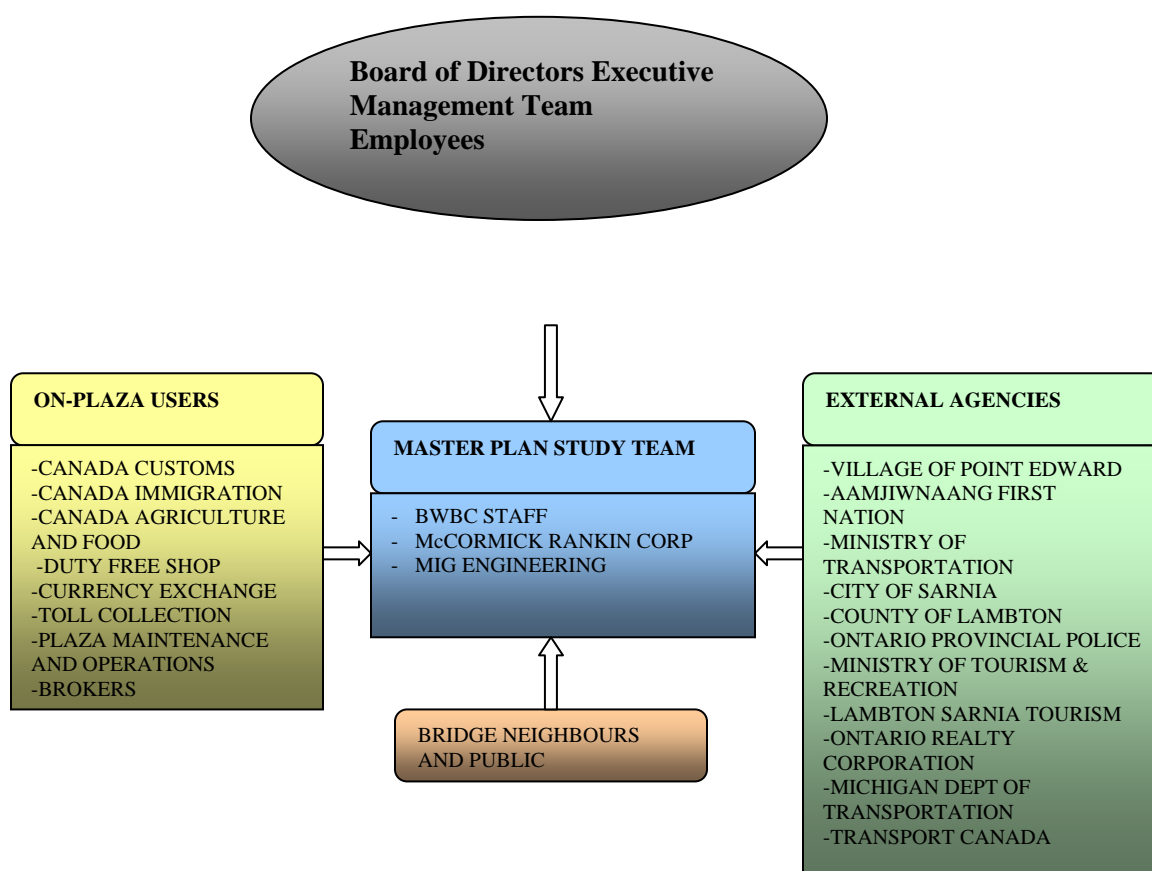 Board of Directors Executive
Management Team
Employees
ON-PLAZA USERS
-CANADA CUSTOMS
-CANADA IMMIGRATION
-CANADA AGRICULTURE
AND FOOD
-DUTY FREE SHOP
-CURRENCY EXCHANGE
-TOLL COLLECTION
-PLAZA MAINTENANCE
AND OPERATIONS
-BROKERS
MASTER PLAN STUDY TEAM
- BWBC STAFF
- McCORMICK RANKIN CORP
- MIG ENGINEERING
BRIDGE NEIGHBOURS
AND PUBLIC
EXTERNAL AGENCIES
-VILLAGE OF POINT EDWARD
-AAMJIWNAANG FIRST
NATION
-MINISTRY OF
TRANSPORTATION
-CITY OF SARNIA
-COUNTY OF LAMBTON
-ONTARIO PROVINCIAL POLICE
-MINISTRY OF TOURISM &
RECREATION
-LAMBTON SARNIA TOURISM
-ONTARIO REALTY
CORPORATION
-MICHIGAN DEPT OF
TRANSPORTATION
-TRANSPORT CANADA